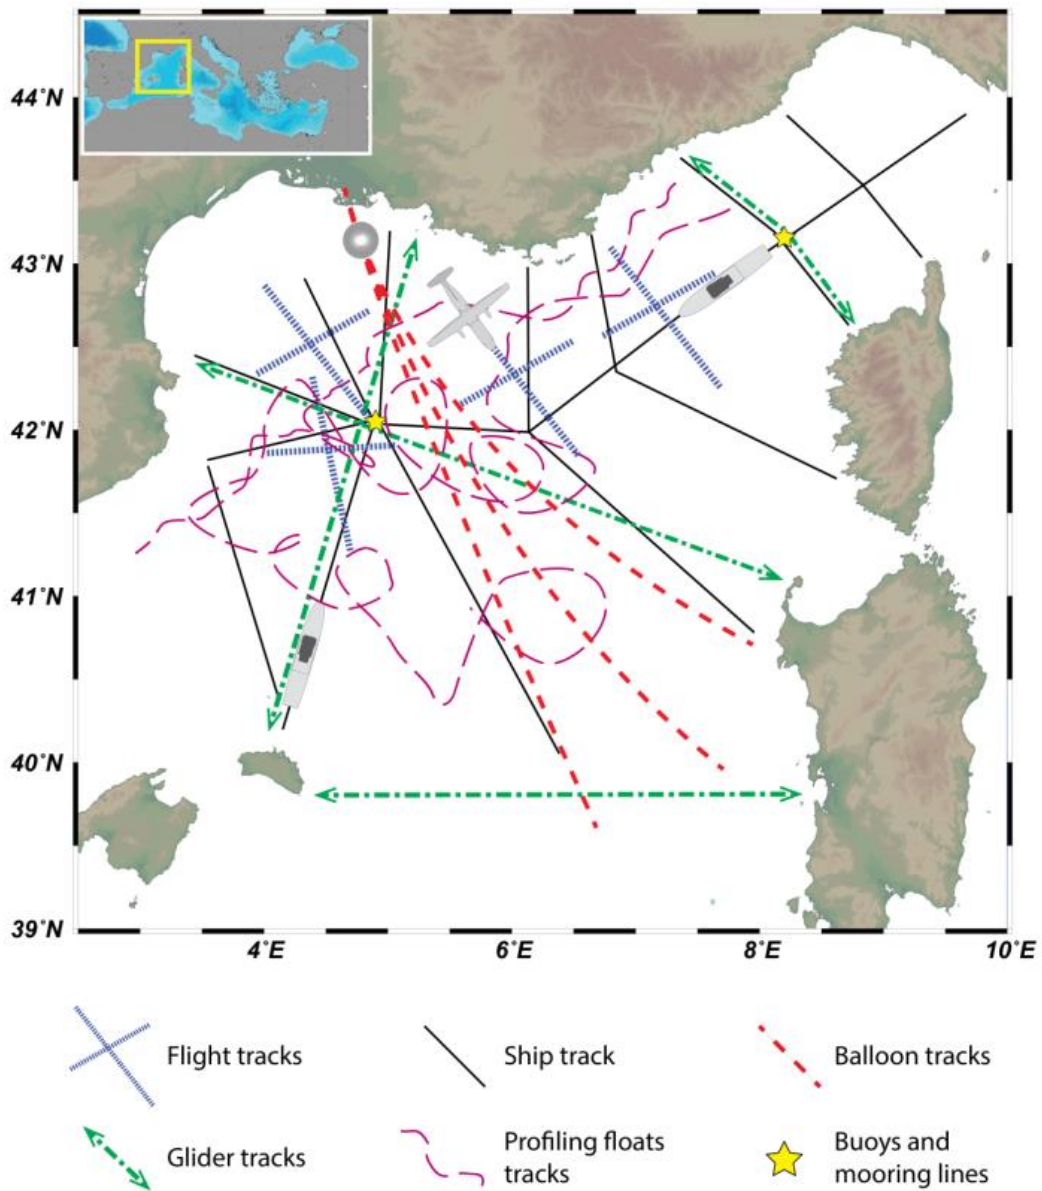 44˚N
43˚N
42˚N
41˚N
40˚N
39˚N
4˚E
6˚E
8˚E
10˚E
Flight tracks
Ship track
Balloon tracks
Glider tracks
Profiling floats
tracks
Buoys and
mooring lines